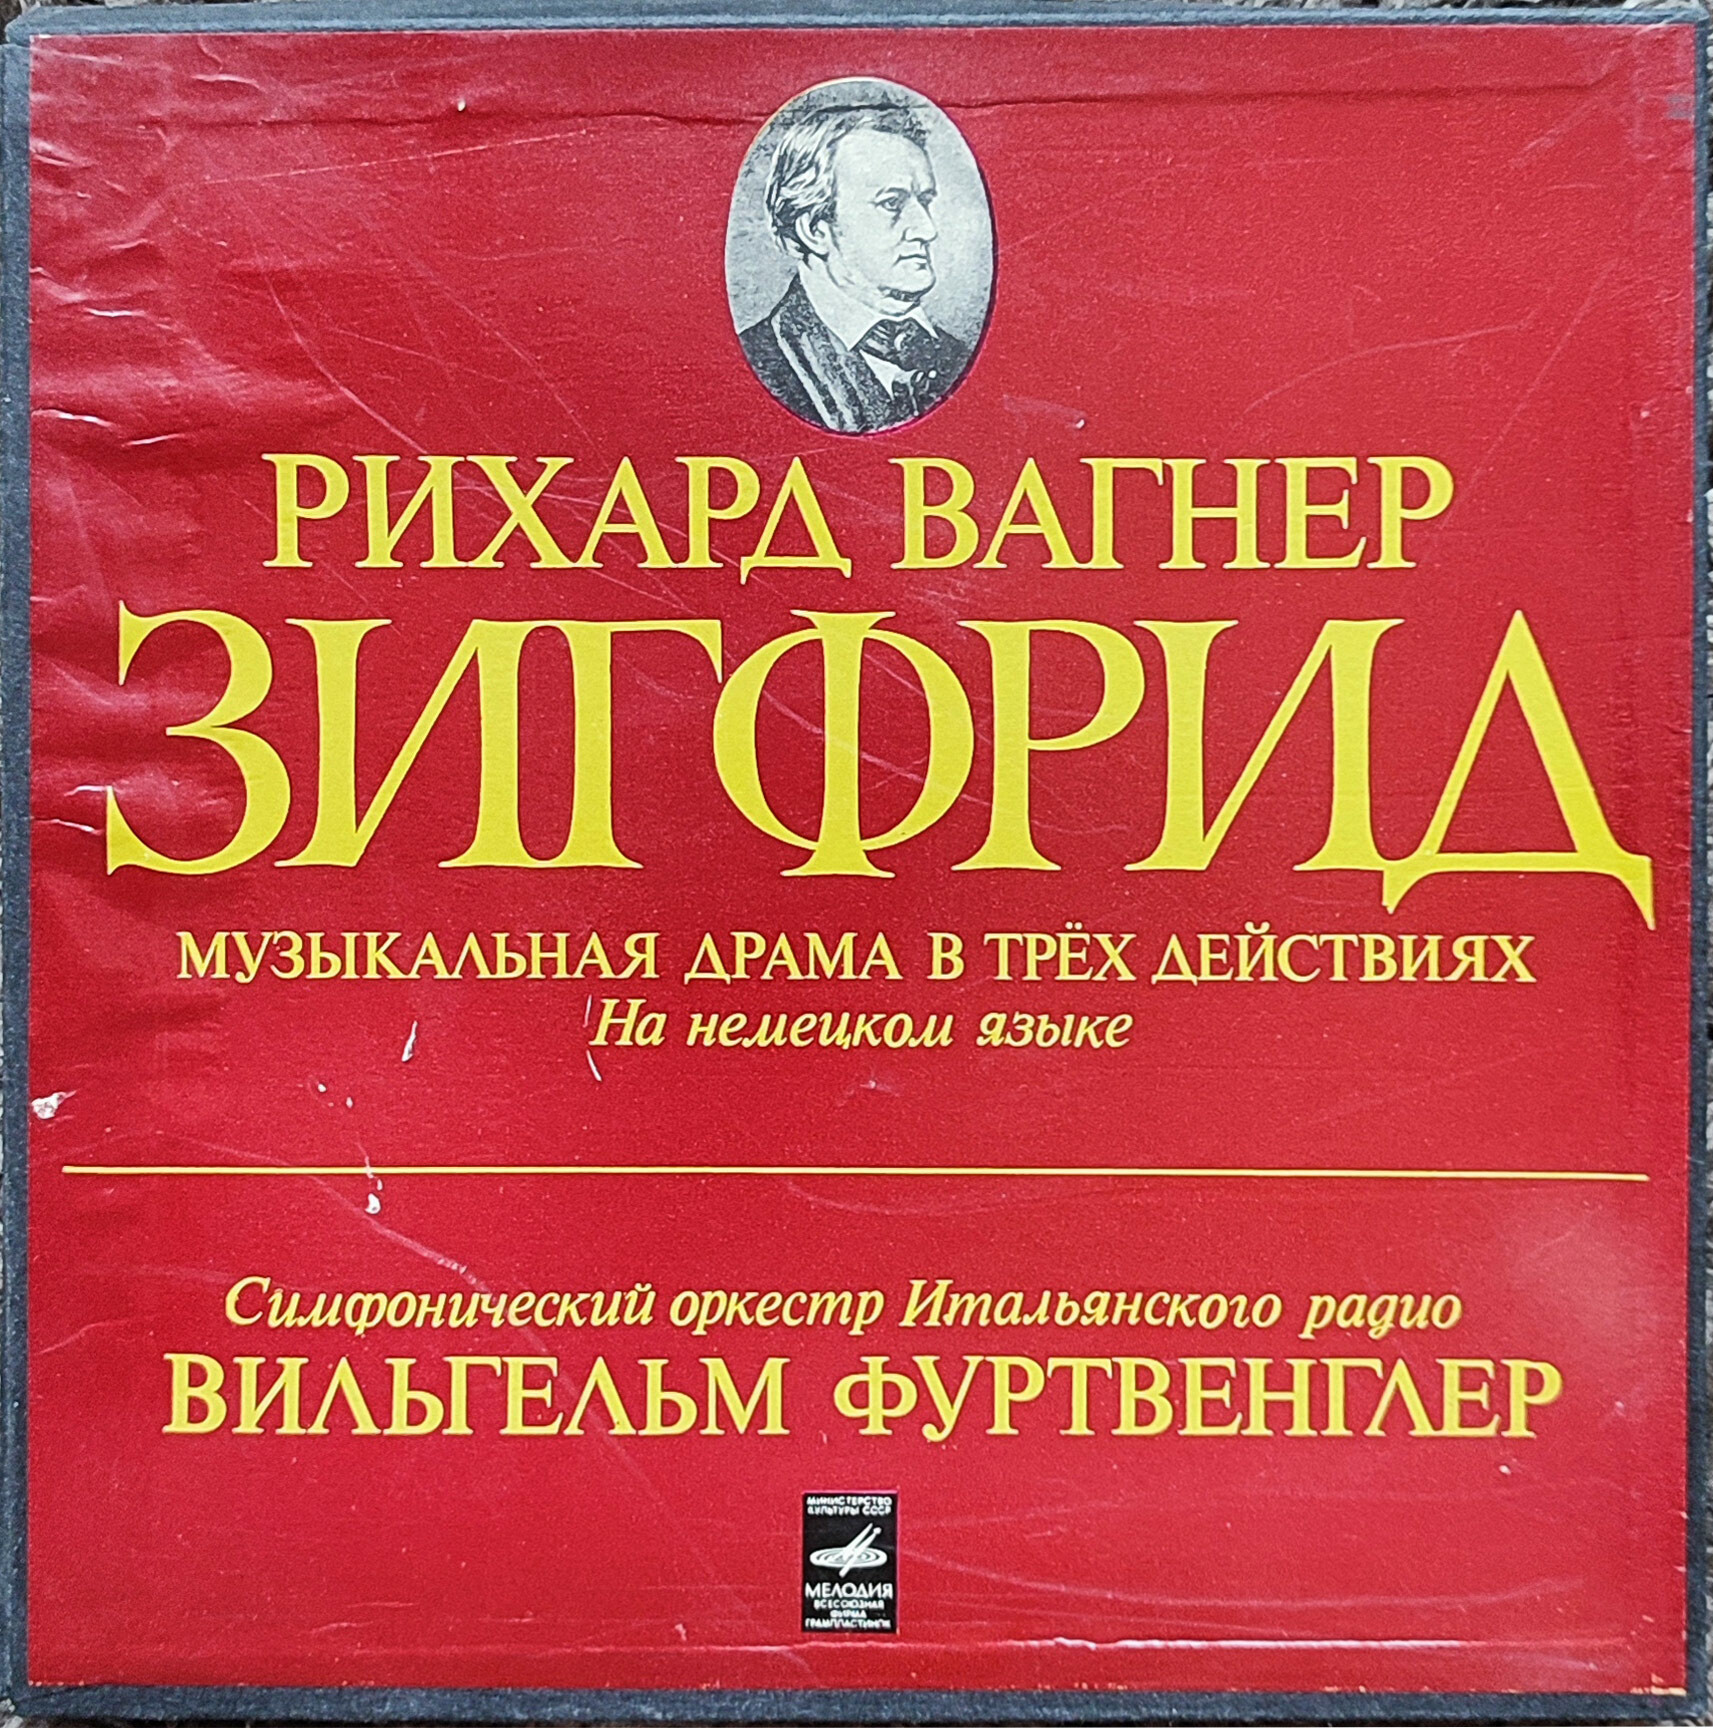 РИХАРД ВАГНЕР
ЗИГФРИД
МУЗЫКАЛЬНАЯ ДРАМА В ТРЁХ ДЕЙСТВИЯХ
На немецком языке
Симфонический оркестр Итальянского радио
ВИЛЬГЕЛЬМ ФУРТВЕНГЛЕР
МИНИСТЕРСТВО
КУЛЬТУРЫ СССР
МЕЛОДИЯ
ВСЕСОЮЗНАЯ
ФИРМА
ГРАМПЛАСТИНОК